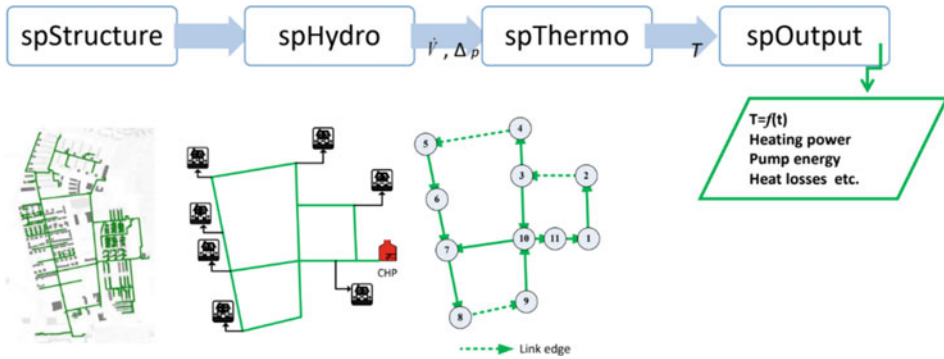 spStructure
spHydro
V̇ , Δ p
spThermo
T
spOutput
T=f(t)
Heating power
Pump energy
Heat losses etc.
CHP
4
5
3
2
6
7
10
11
1
8
9
Link edge